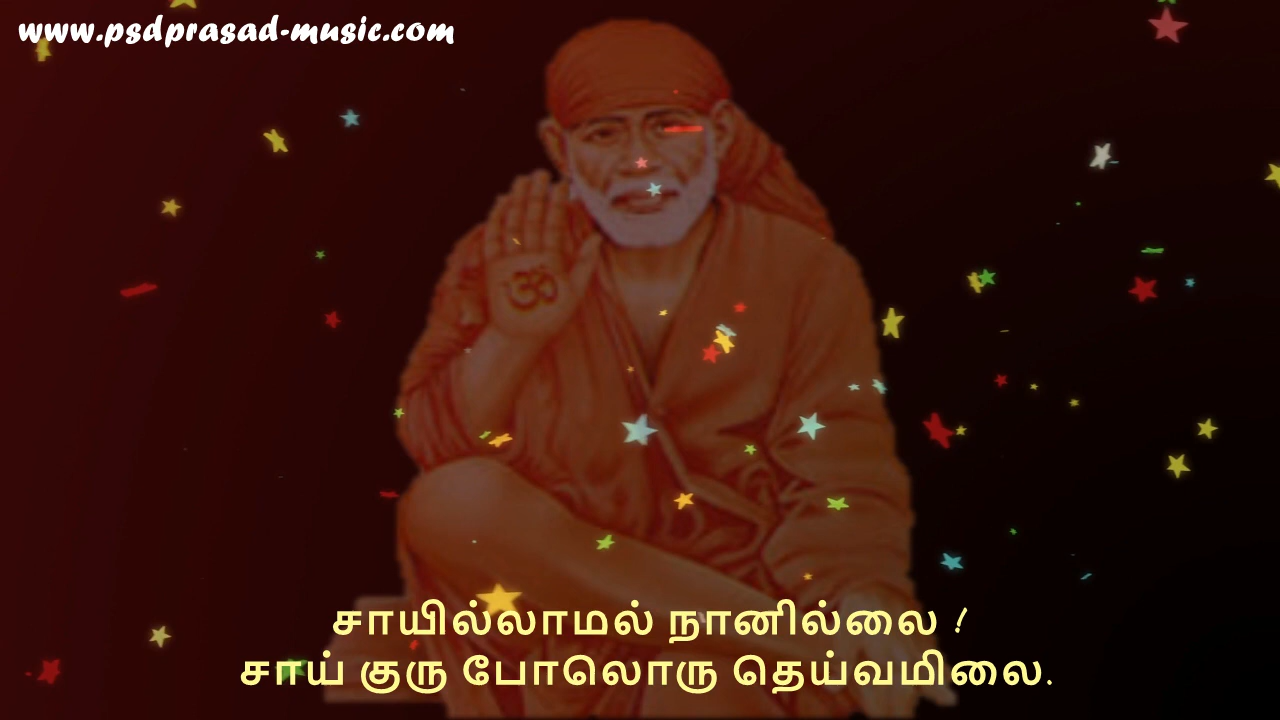 www.psdprasad-music.com
சாயில்லாமல் நானில்லை !
சாய் குரு போலொரு தெய்வமிலை.
ॐ